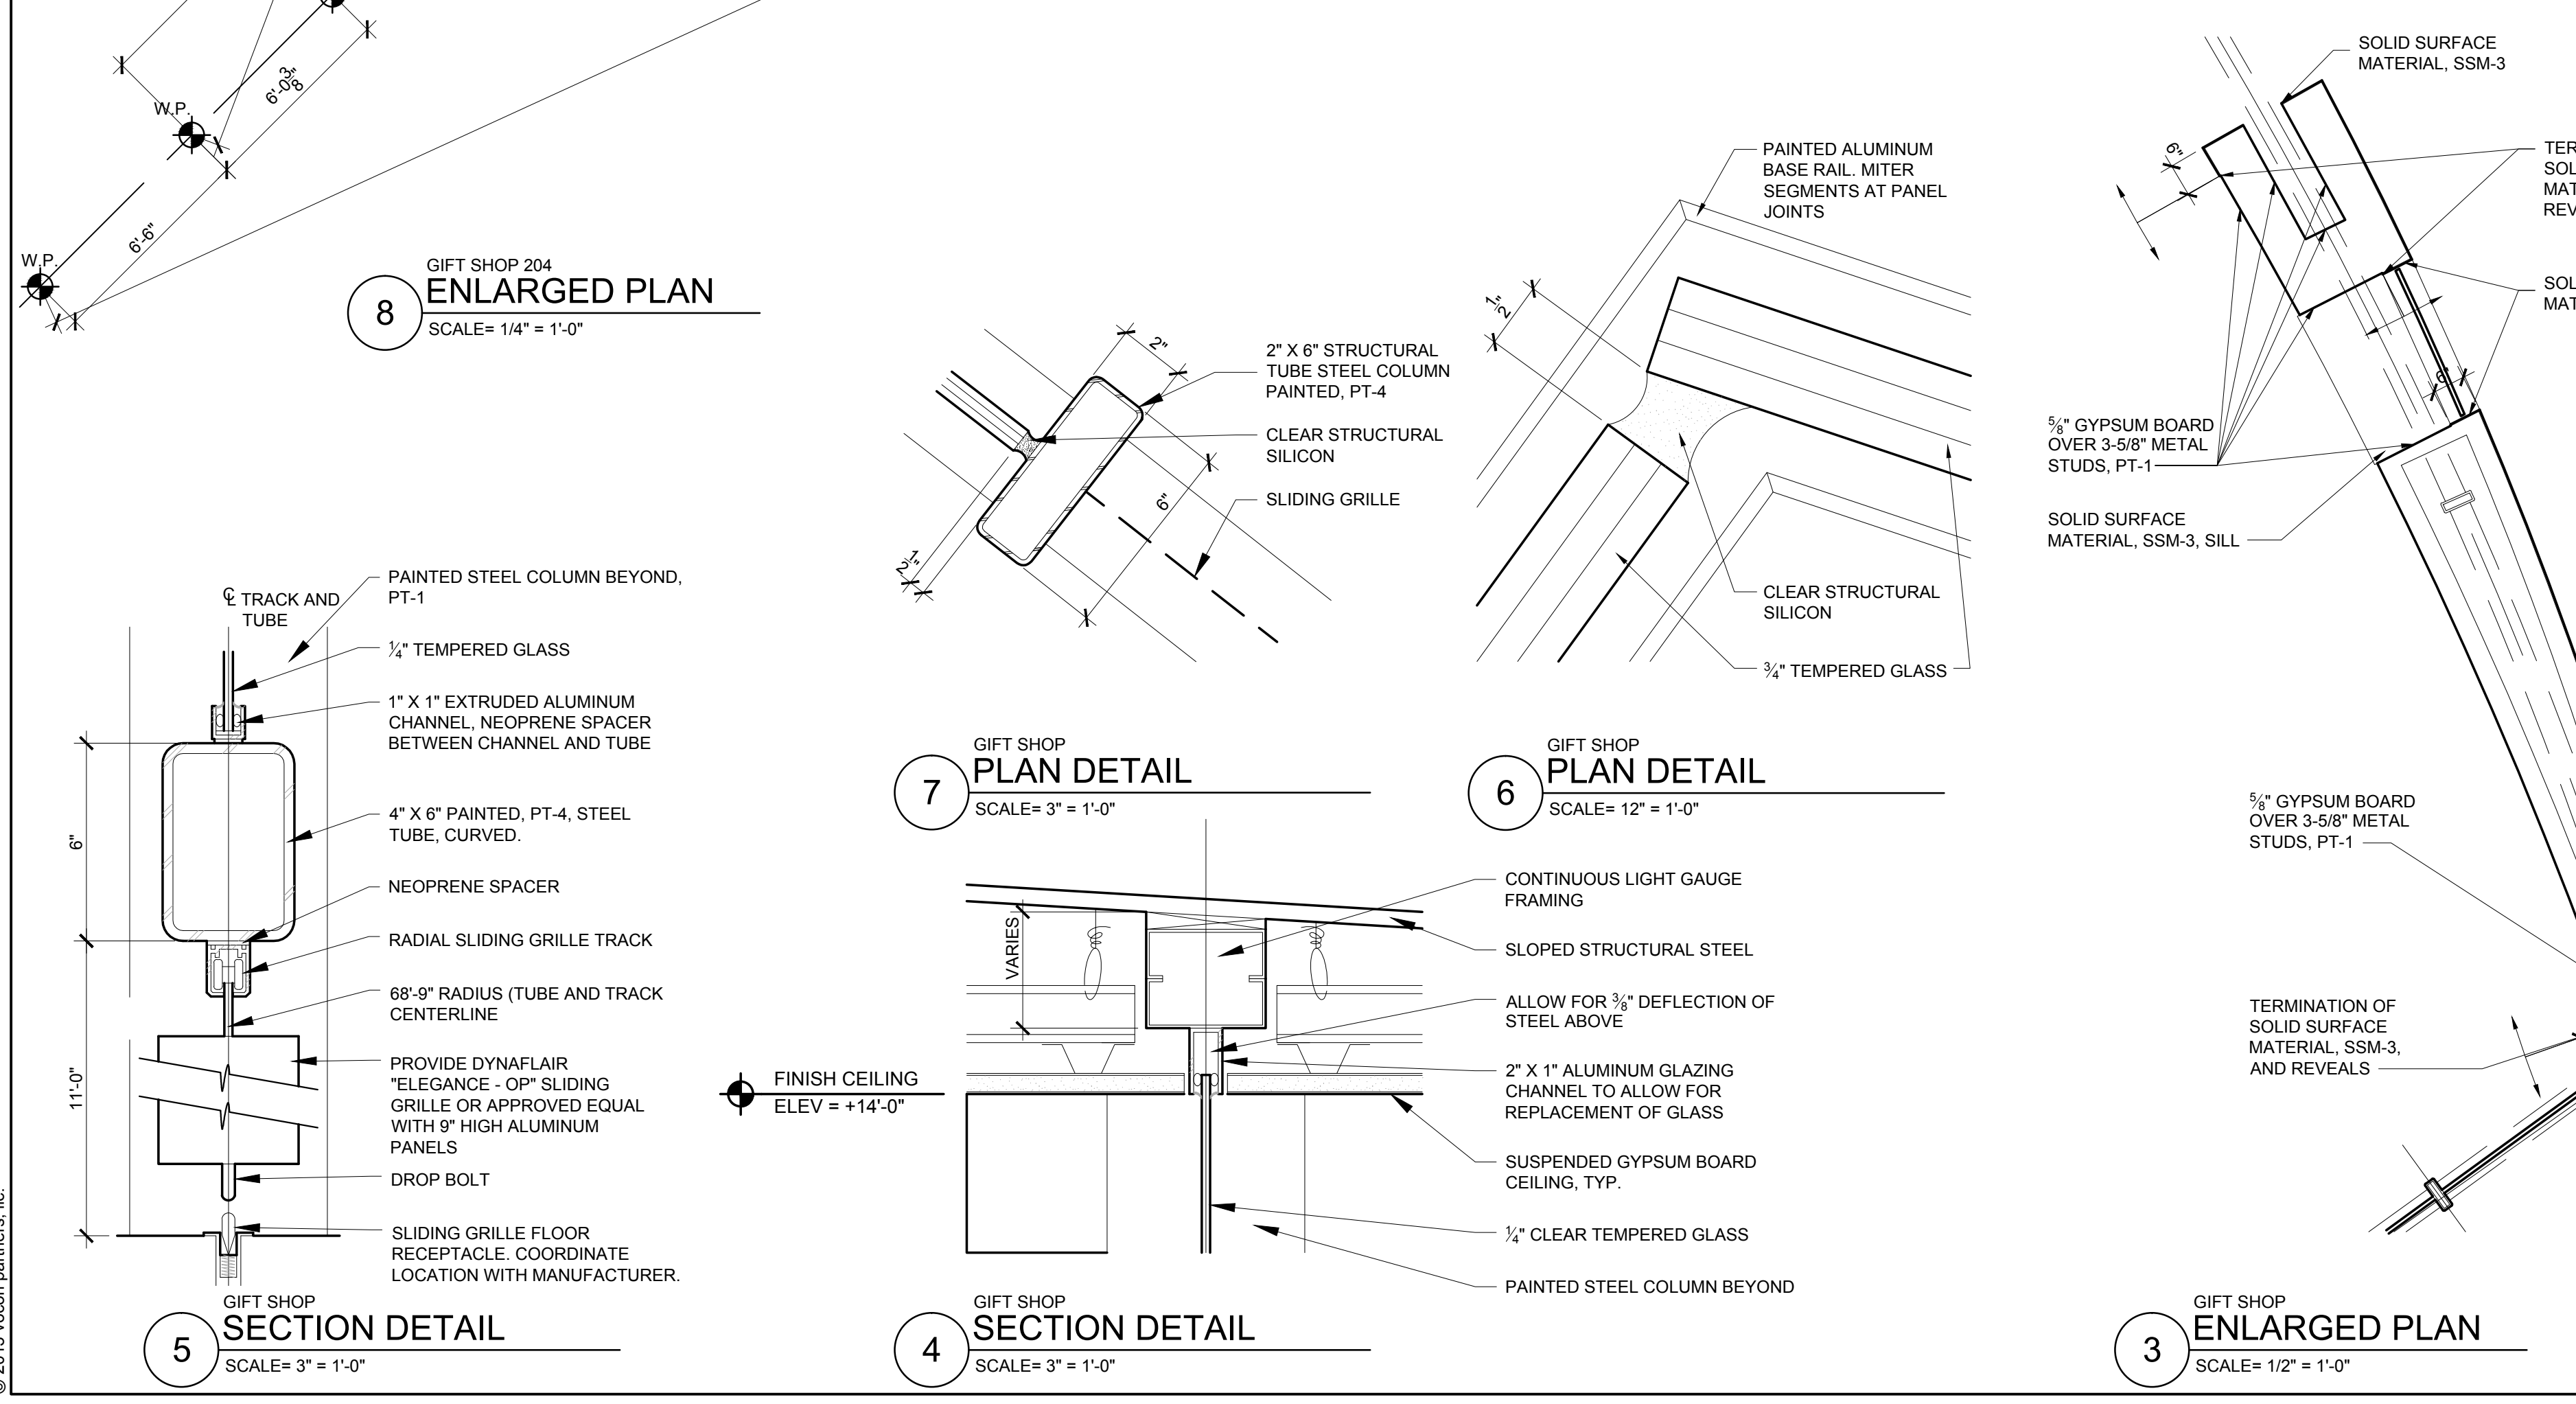 6'-0 3/8"
W.P.
6'-6"
W.P.
8
GIFT SHOP 204
ENLARGED PLAN
SCALE= 1/4" = 1'-0"
℄ TRACK AND
TUBE
PAINTED STEEL COLUMN BEYOND,
PT-1
1/4" TEMPERED GLASS
1" X 1" EXTRUDED ALUMINUM
CHANNEL, NEOPRENE SPACER
BETWEEN CHANNEL AND TUBE
6"
4" X 6" PAINTED, PT-4, STEEL
TUBE, CURVED.
NEOPRENE SPACER
RADIAL SLIDING GRILLE TRACK
68'-9" RADIUS (TUBE AND TRACK
CENTERLINE
11'-0"
PROVIDE DYNAFLAIR
"ELEGANCE - OP" SLIDING
GRILLE OR APPROVED EQUAL
WITH 9" HIGH ALUMINUM
PANELS
DROP BOLT
SLIDING GRILLE FLOOR
RECEPTACLE. COORDINATE
LOCATION WITH MANUFACTURER.
5
GIFT SHOP
SECTION DETAIL
SCALE= 3" = 1'-0"
2"
2" X 6" STRUCTURAL
TUBE STEEL COLUMN
PAINTED, PT-4
CLEAR STRUCTURAL
SILICON
SLIDING GRILLE
6"
1/2"
7
GIFT SHOP
PLAN DETAIL
SCALE= 3" = 1'-0"
PAINTED ALUMINUM
BASE RAIL. MITER
SEGMENTS AT PANEL
JOINTS
1/2"
CLEAR STRUCTURAL
SILICON
3/4" TEMPERED GLASS
6
GIFT SHOP
PLAN DETAIL
SCALE= 12" = 1'-0"
VARIES
CONTINUOUS LIGHT GAUGE
FRAMING
SLOPED STRUCTURAL STEEL
ALLOW FOR 3/8" DEFLECTION OF
STEEL ABOVE
2" X 1" ALUMINUM GLAZING
CHANNEL TO ALLOW FOR
REPLACEMENT OF GLASS
FINISH CEILING
ELEV = +14'-0"
SUSPENDED GYPSUM BOARD
CEILING, TYP.
1/4" CLEAR TEMPERED GLASS
PAINTED STEEL COLUMN BEYOND
4
GIFT SHOP
SECTION DETAIL
SCALE= 3" = 1'-0"
SOLID SURFACE
MATERIAL, SSM-3
6"
6"
5/8" GYPSUM BOARD
OVER 3-5/8" METAL
STUDS, PT-1
SOLID SURFACE
MATERIAL, SSM-3, SILL
5/8" GYPSUM BOARD
OVER 3-5/8" METAL
STUDS, PT-1
TERMINATION OF
SOLID SURFACE
MATERIAL, SSM-3,
AND REVEALS
3
GIFT SHOP
ENLARGED PLAN
SCALE= 1/2" = 1'-0"